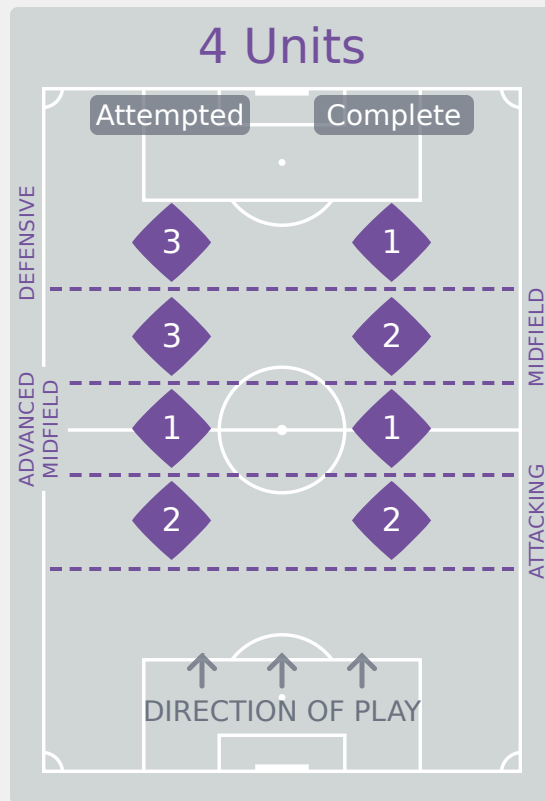 4 Units
Attempted Complete
DEFENSIVE
3 1
MIDFIELD
3 2
ADVANCED
MIDFIELD
1 1
ATTACKING
2 2
DIRECTION OF PLAY